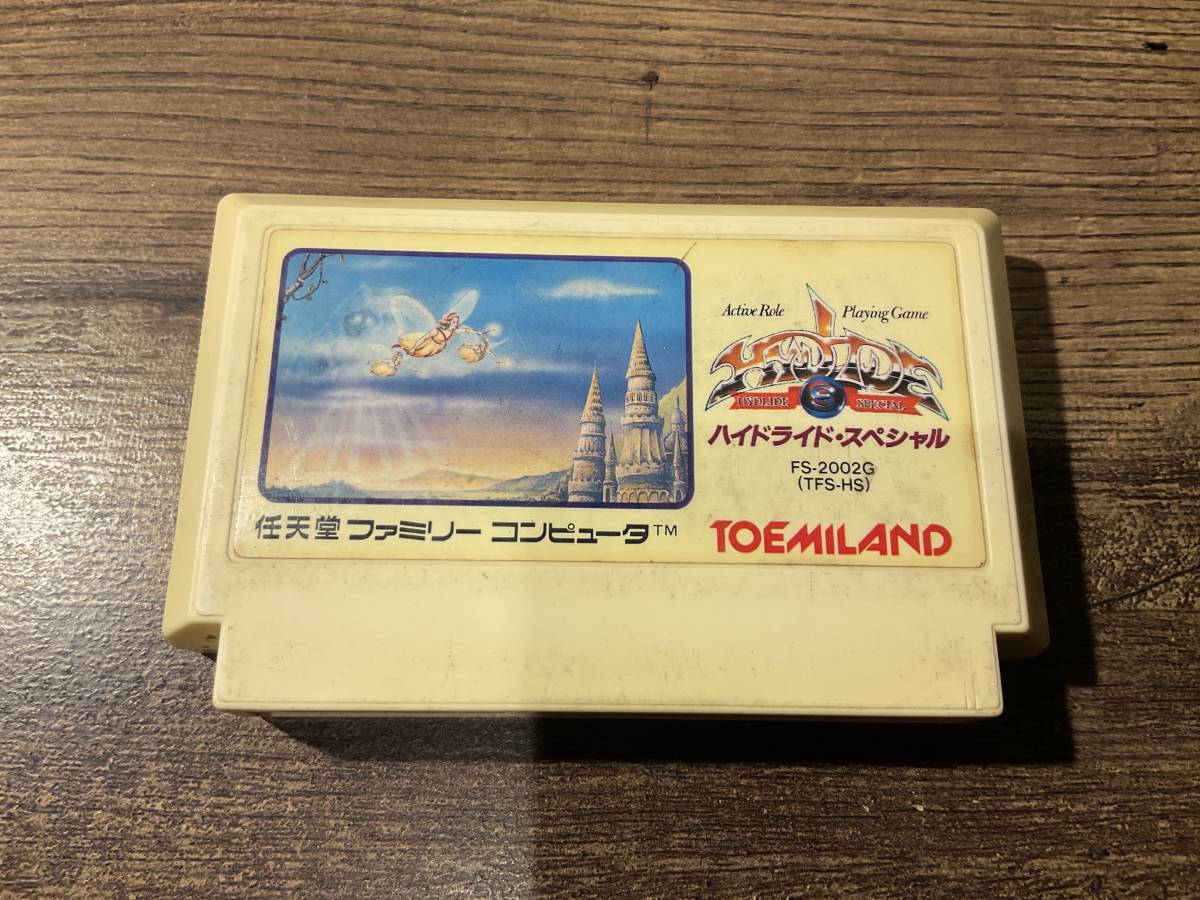 Active Role Playing Game
HYDLIDE
HYDLIDE S SPECIAL
ハイドライド・スペシャル
FS-2002G
(TFS-HS)
任天堂 ファミリー コンピュータ™
TOEMILAND